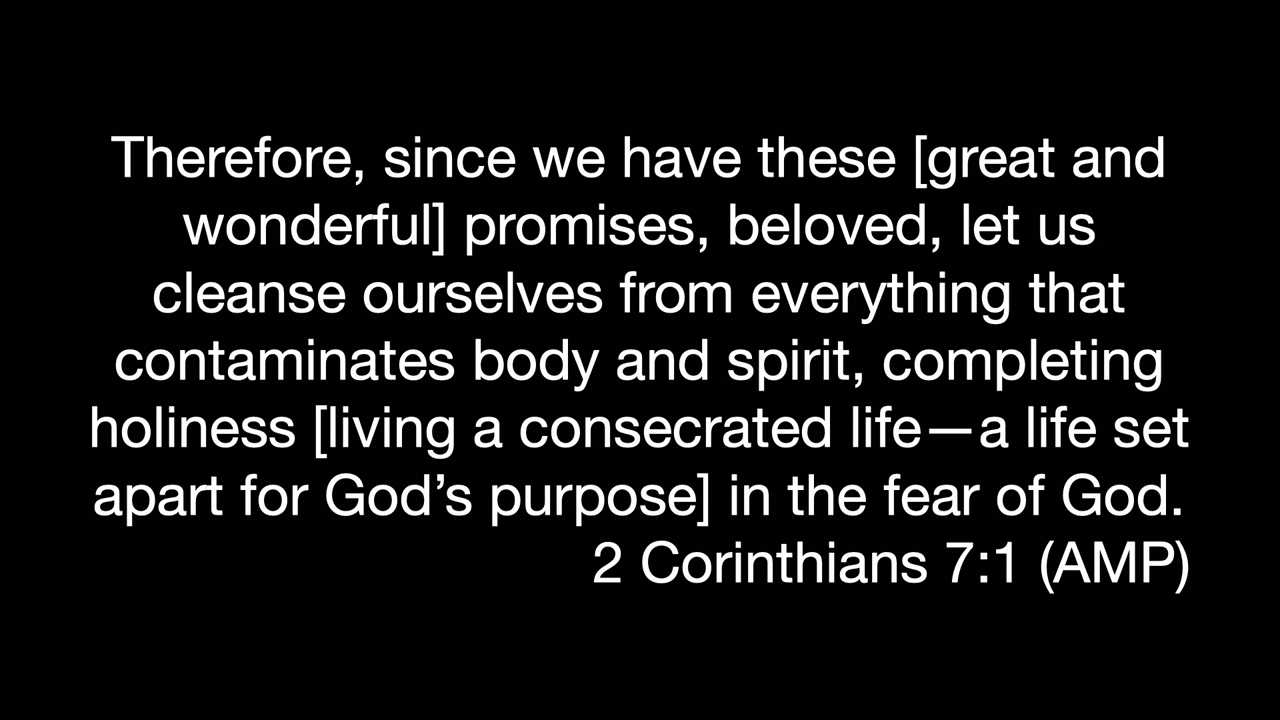 Therefore, since we have these [great and
wonderful] promises, beloved, let us
cleanse ourselves from everything that
contaminates body and spirit, completing
holiness [living a consecrated life—a life set
apart for God’s purpose] in the fear of God.
2 Corinthians 7:1 (AMP)